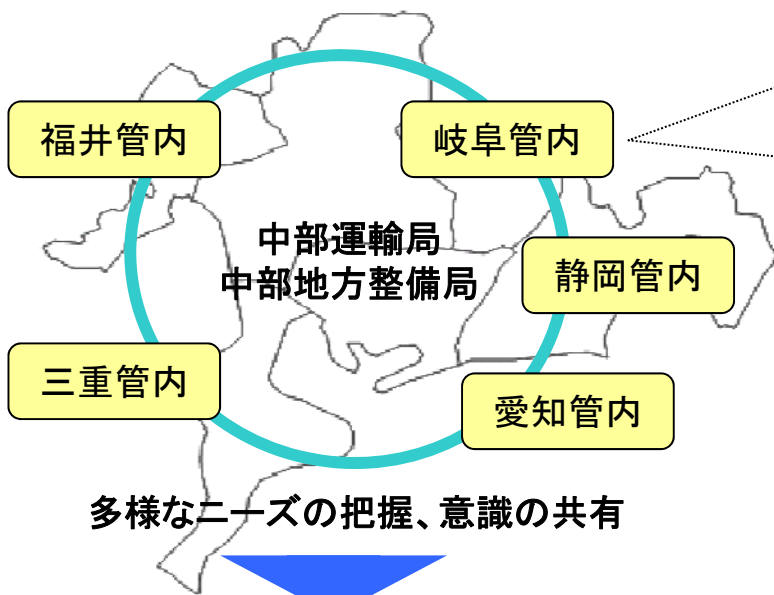 福井管内
岐阜管内
中部運輸局
中部地方整備局
静岡管内
三重管内
愛知管内
多様なニーズの把握、意識の共有